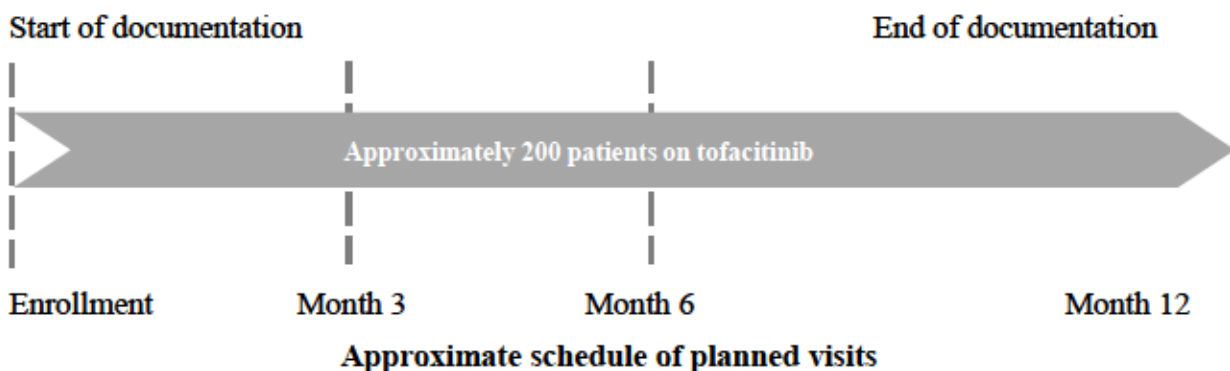 Start of documentation End of documentation
Approximately 200 patients on tofacitinib
Enrollment Month 3 Month 6 Month 12
Approximate schedule of planned visits